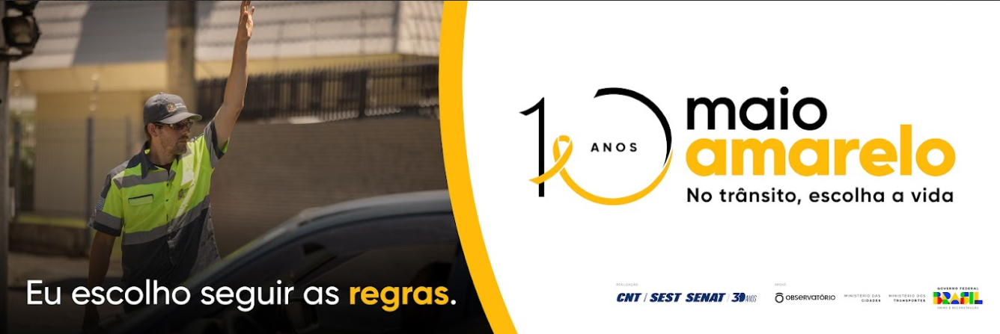 Eu escolho seguir as regras.
10 ANOS
maio
amarelo
No trânsito, escolha a vida
REALIZAÇÃO
CNT SEST SENAT 30 ANOS
APOIO
OBSERVATÓRIO
MINISTÉRIO DAS
CIDADES
MINISTÉRIO DOS
TRANSPORTES
GOVERNO FEDERAL
BRASIL
UNIÃO E RECONSTRUÇÃO